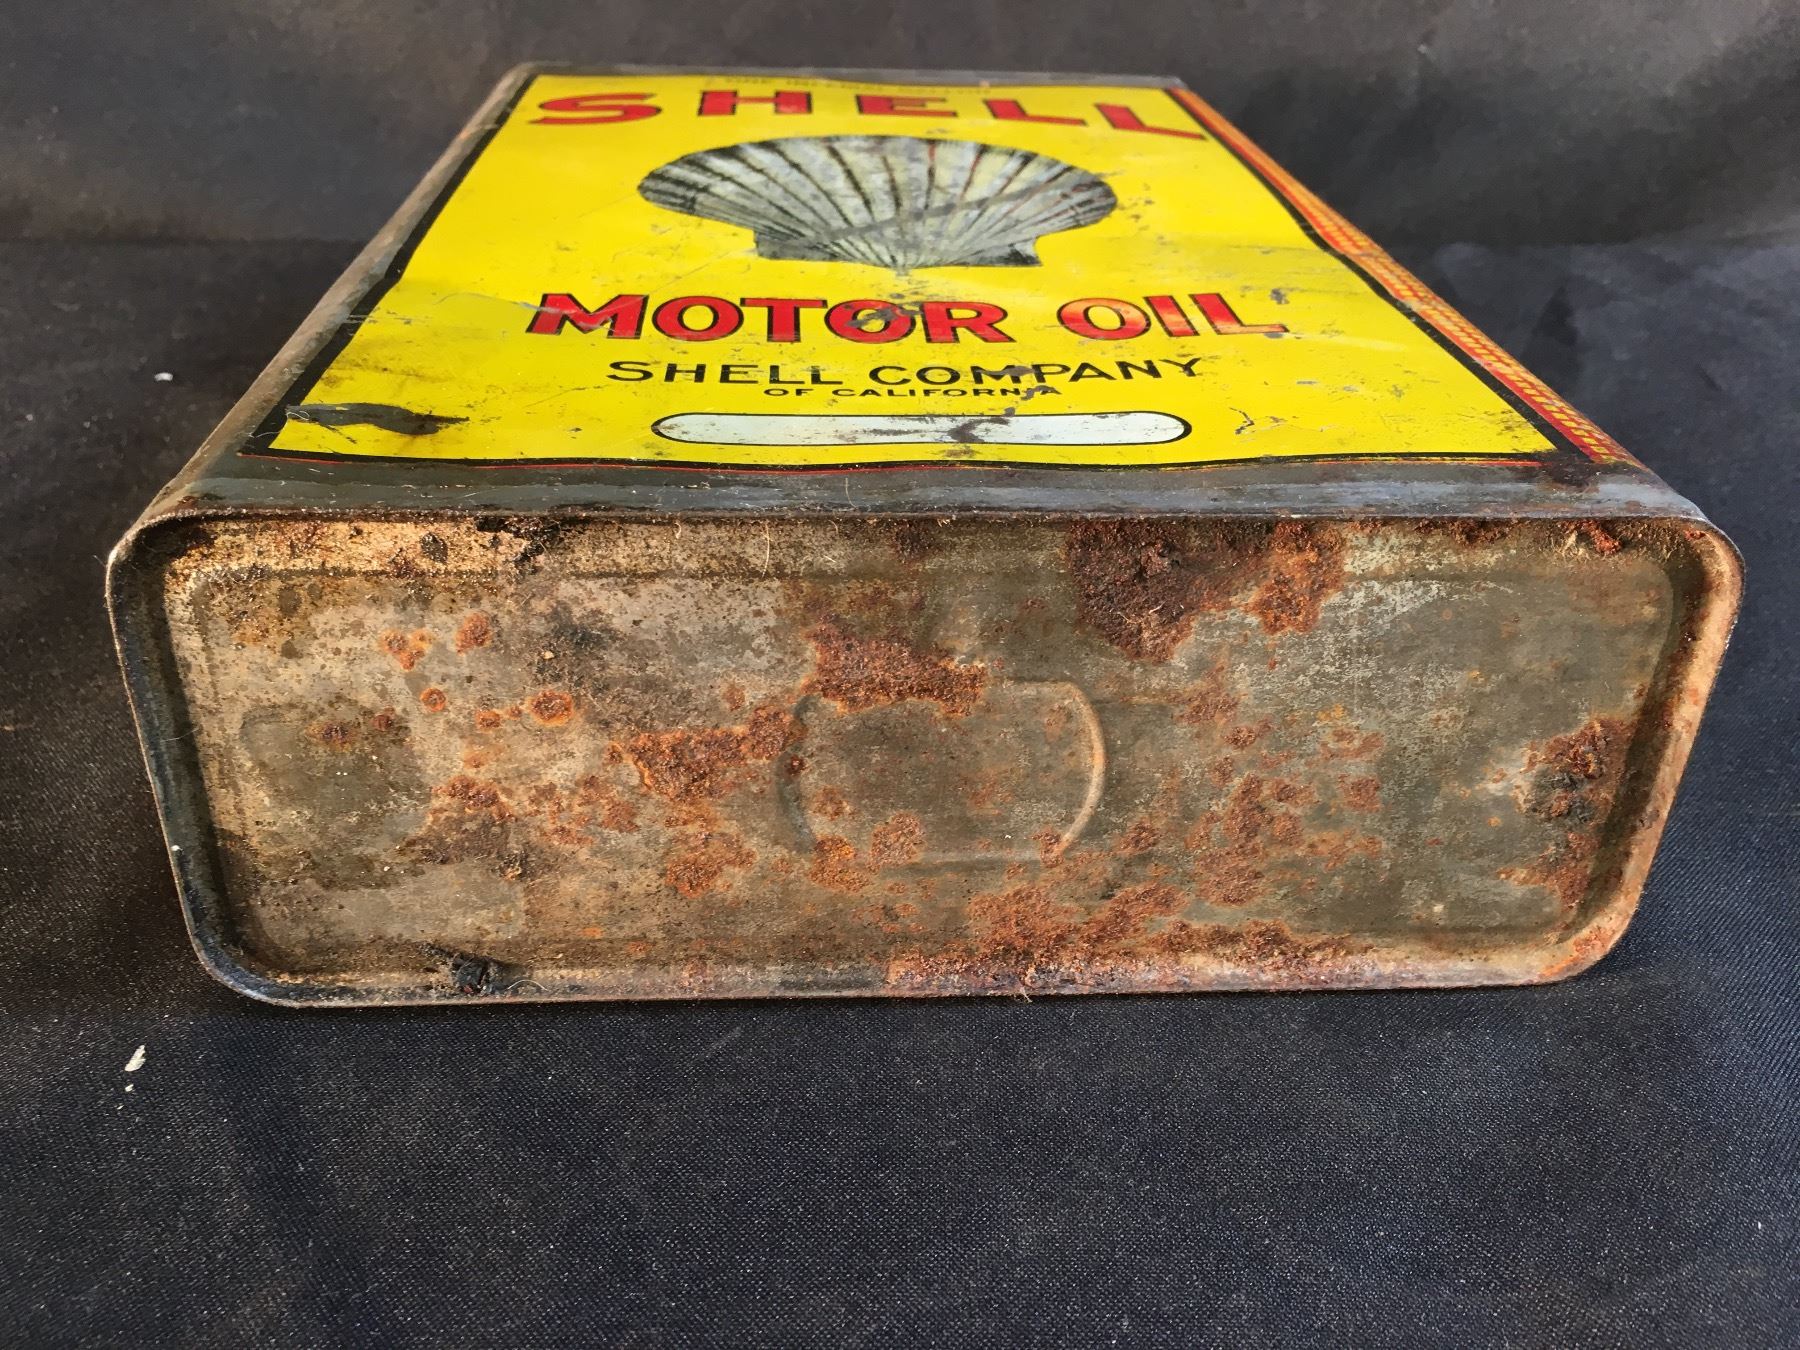 SHELL
MOTOR OIL
SHELL COMPANY
OF CALIFORNIA